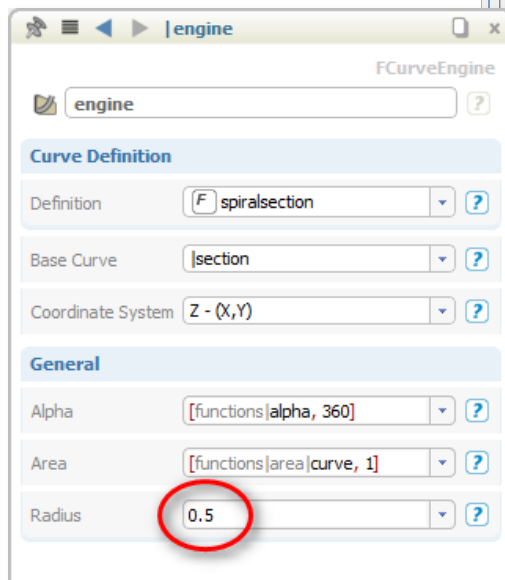 |engine
FCurveEngine
engine
?
Curve Definition
Definition F spiralsection ?
Base Curve |section ?
Coordinate System Z - (X,Y) ?
General
Alpha [functions|alpha, 360] ?
Area [functions|area|curve, 1] ?
Radius 0.5 ?